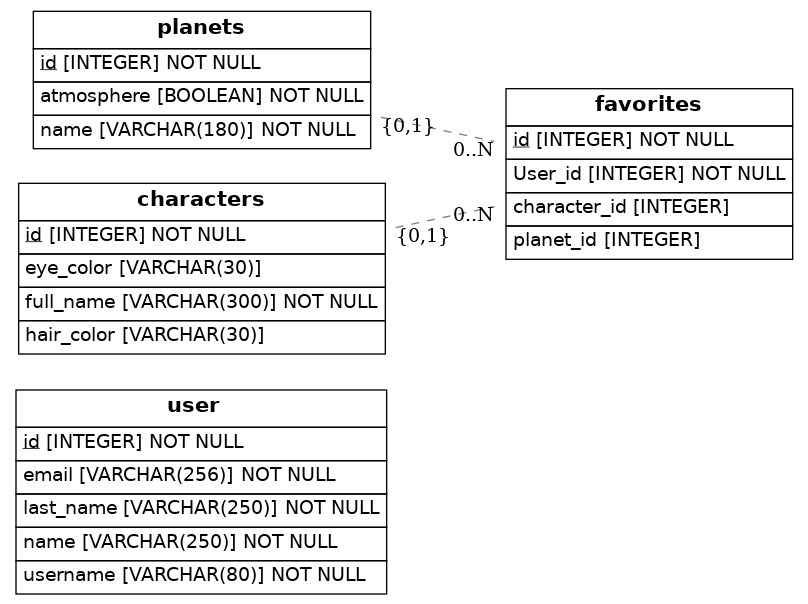 planets
id [INTEGER] NOT NULL
atmosphere [BOOLEAN] NOT NULL
name [VARCHAR(180)] NOT NULL
{0,1}
0..N
favorites
id [INTEGER] NOT NULL
User_id [INTEGER] NOT NULL
character_id [INTEGER]
planet_id [INTEGER]
characters
id [INTEGER] NOT NULL
eye_color [VARCHAR(30)]
full_name [VARCHAR(300)] NOT NULL
hair_color [VARCHAR(30)]
0..N
{0,1}
user
id [INTEGER] NOT NULL
email [VARCHAR(256)] NOT NULL
last_name [VARCHAR(250)] NOT NULL
name [VARCHAR(250)] NOT NULL
username [VARCHAR(80)] NOT NULL